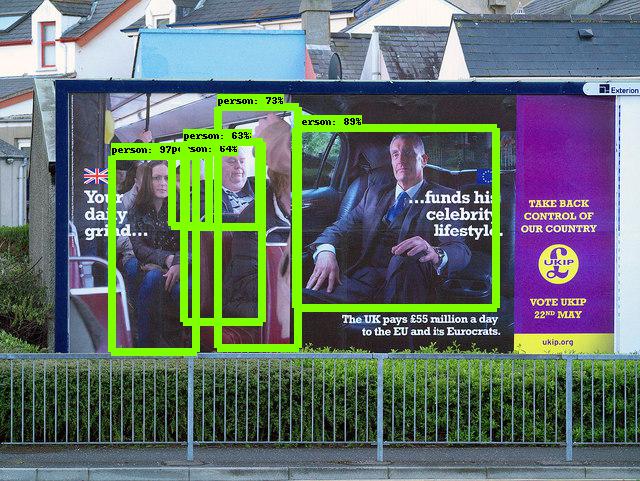 person: 73%
person: 63%
erson: 89%
person: 97
pe
: 64%
Exterion
Your
daily
grind...
...funds his
celebrity
lifestyle.
The UK pays £55 million a day
to the EU and its Eurocrats.
TAKE BACK
CONTROL OF
OUR COUNTRY
UKIP
£
VOTE UKIP
22ND MAY
ukip.org